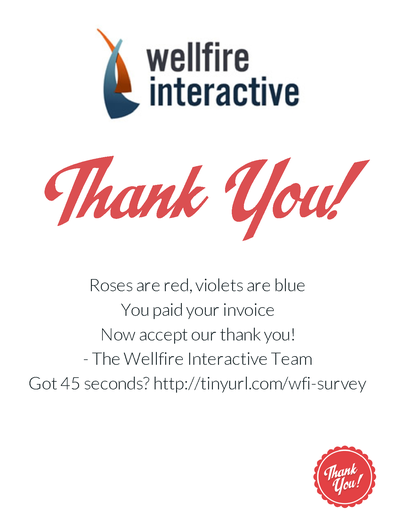 wellfire
interactive
Thank You!
Roses are red, violets are blue
You paid your invoice
Now accept our thank you!
- The Wellfire Interactive Team
Got 45 seconds? http://tinyurl.com/wfi-survey
Thank
You!